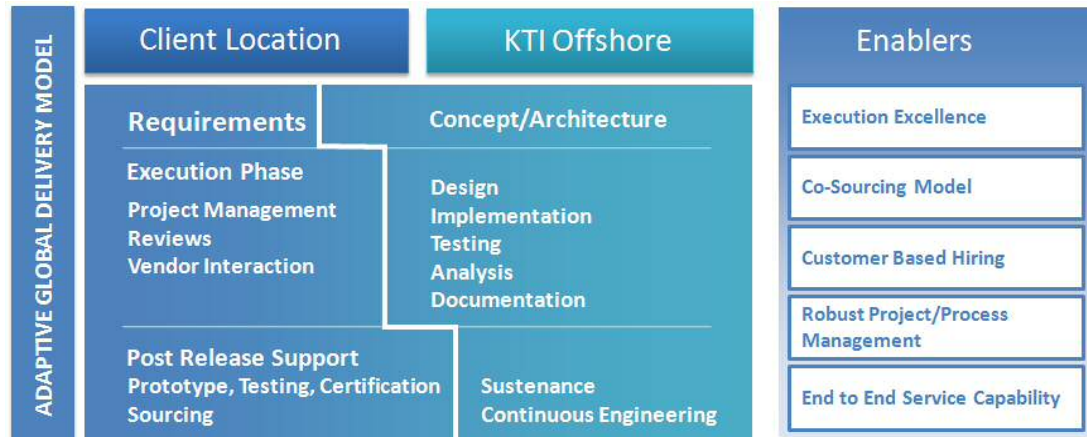 ADAPTIVE GLOBAL DELIVERY MODEL
Client Location
KTI Offshore
Requirements
Concept/Architecture
Execution Phase
Project Management
Reviews
Vendor Interaction
Design
Implementation
Testing
Analysis
Documentation
Post Release Support
Prototype, Testing, Certification
Sourcing
Sustenance
Continuous Engineering
Enablers
Execution Excellence
Co-Sourcing Model
Customer Based Hiring
Robust Project/Process
Management
End to End Service Capability